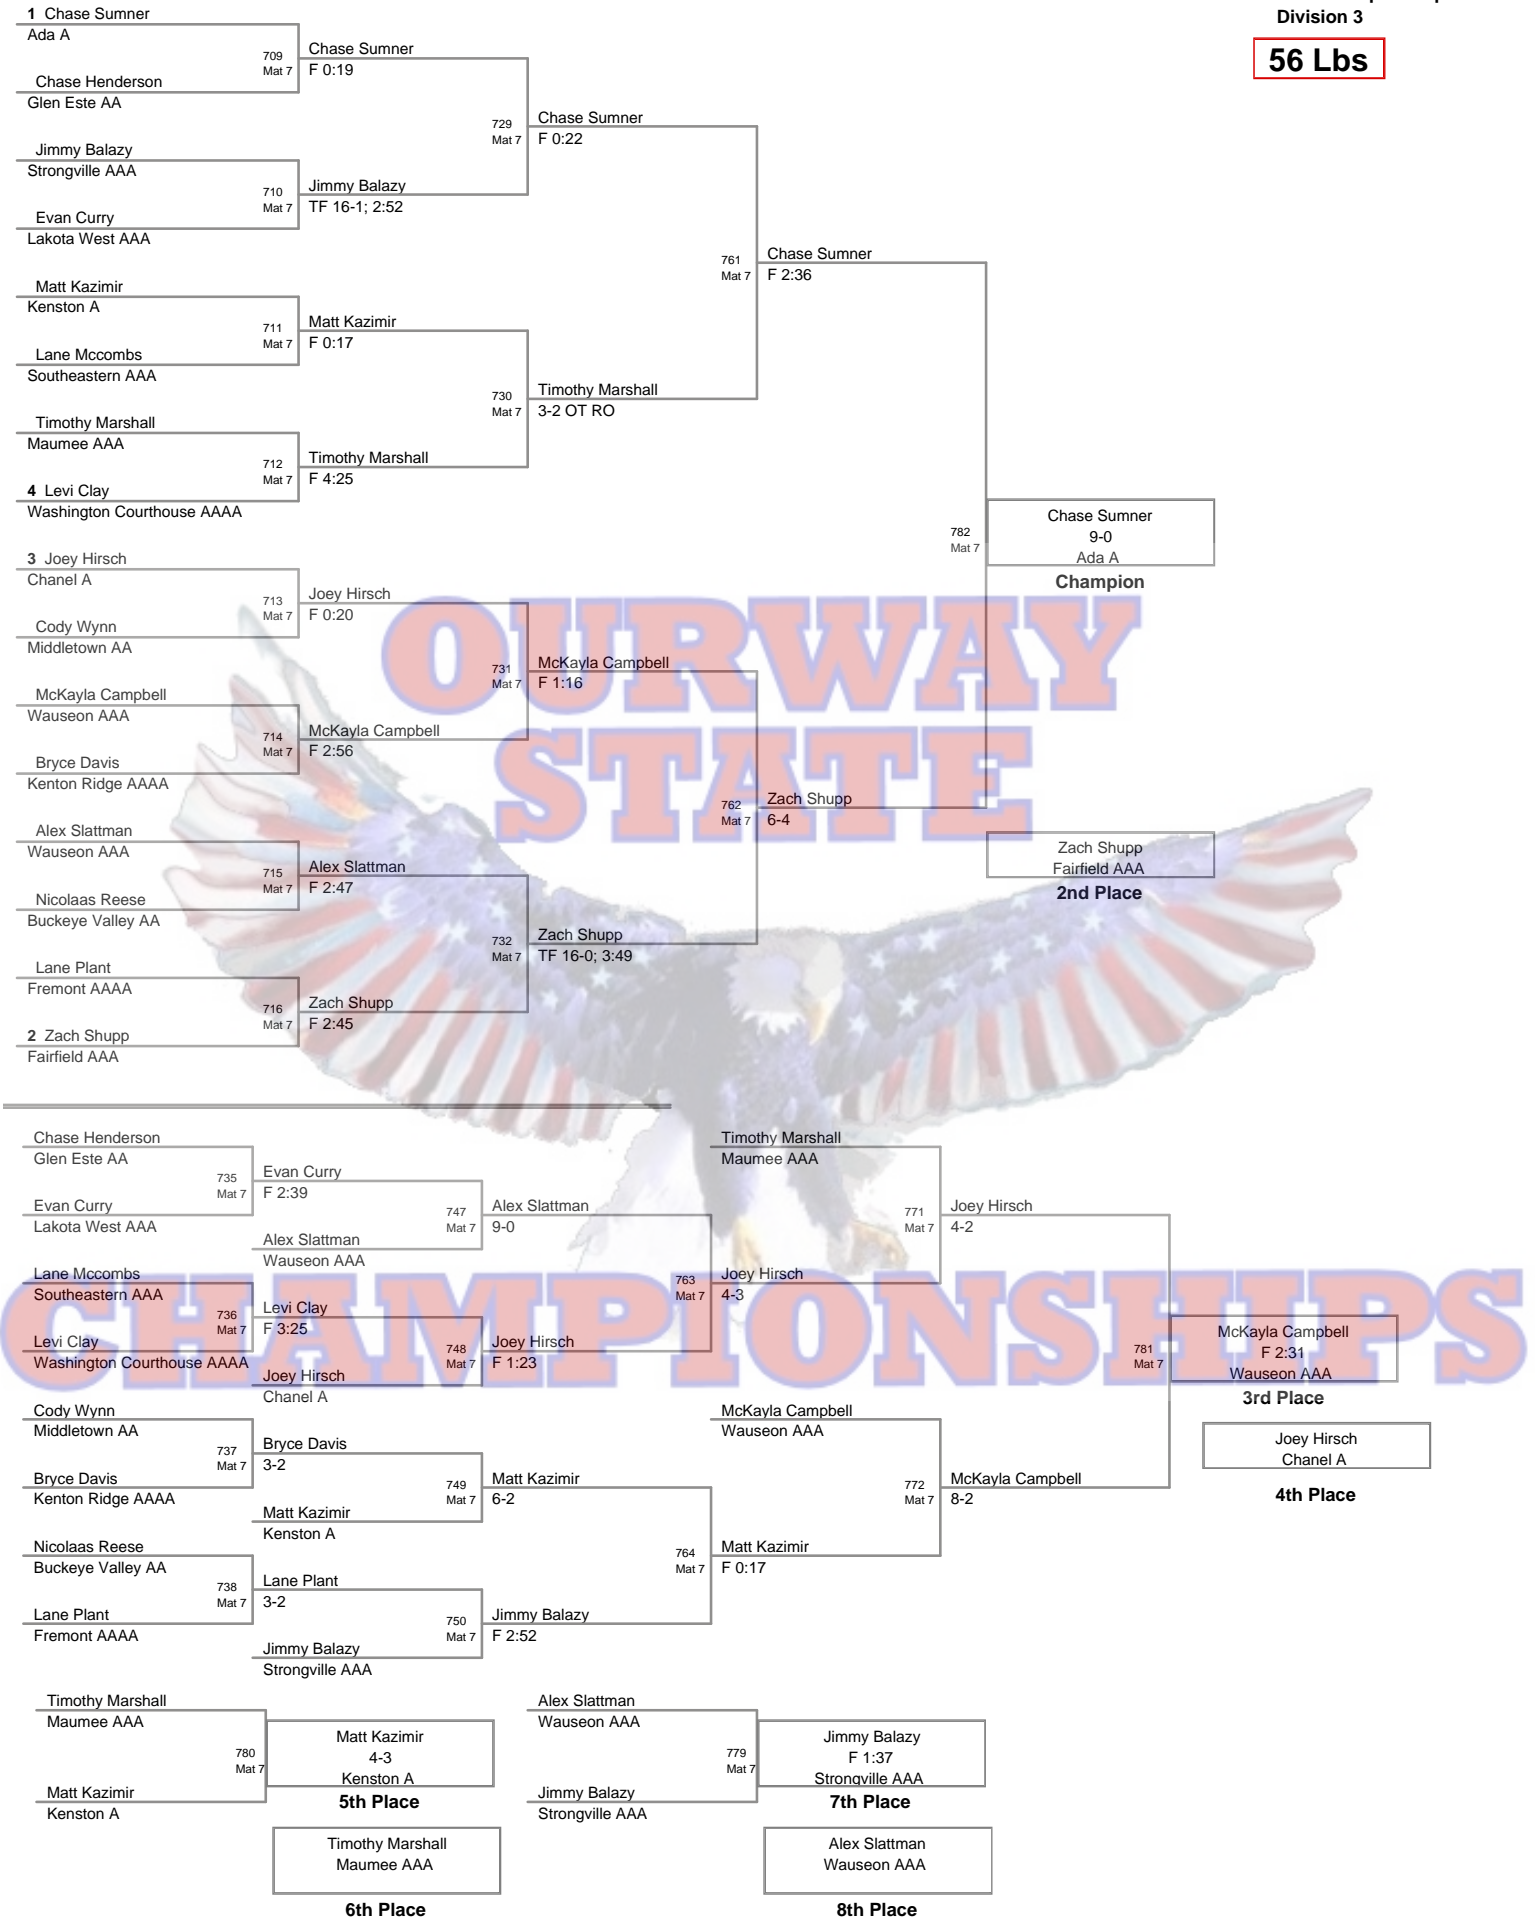 Division 3
56 Lbs
1 Chase Sumner
Ada A
709
Mat 7
Chase Sumner
F 0:19
Chase Henderson
Glen Este AA
729
Mat 7
Chase Sumner
F 0:22
Jimmy Balazy
Strongville AAA
710
Mat 7
Jimmy Balazy
TF 16-1; 2:52
Evan Curry
Lakota West AAA
761
Mat 7
Chase Sumner
F 2:36
Matt Kazimir
Kenston A
711
Mat 7
Matt Kazimir
F 0:17
Lane Mccombs
Southeastern AAA
730
Mat 7
Timothy Marshall
3-2 OT RO
Timothy Marshall
Maumee AAA
712
Mat 7
Timothy Marshall
F 4:25
4 Levi Clay
Washington Courthouse AAAA
782
Mat 7
Chase Sumner
9-0
Ada A
Champion
3 Joey Hirsch
Chanel A
713
Mat 7
Joey Hirsch
F 0:20
Cody Wynn
Middletown AA
OURWAY
731
Mat 7
McKayla Campbell
F 1:16
McKayla Campbell
Wauseon AAA
714
Mat 7
McKayla Campbell
F 2:56
Bryce Davis
Kenton Ridge AAAA
STATE
762
Mat 7
Zach Shupp
6-4
Alex Slattman
Wauseon AAA
715
Mat 7
Alex Slattman
F 2:47
Zach Shupp
Fairfield AAA
2nd Place
Nicolaas Reese
Buckeye Valley AA
732
Mat 7
Zach Shupp
TF 16-0; 3:49
Lane Plant
Fremont AAAA
716
Mat 7
Zach Shupp
F 2:45
2 Zach Shupp
Fairfield AAA
Chase Henderson
Glen Este AA
735
Mat 7
Evan Curry
F 2:39
Evan Curry
Lakota West AAA
747
Mat 7
Alex Slattman
9-0
Alex Slattman
Wauseon AAA
Timothy Marshall
Maumee AAA
771
Mat 7
Joey Hirsch
4-2
Lane Mccombs
Southeastern AAA
736
Mat 7
Levi Clay
F 3:25
763
Mat 7
Joey Hirsch
4-3
CHAMPIONSHIPS
Levi Clay
Washington Courthouse AAAA
748
Mat 7
Joey Hirsch
F 1:23
Joey Hirsch
Chanel A
781
Mat 7
McKayla Campbell
F 2:31
Wauseon AAA
3rd Place
Cody Wynn
Middletown AA
737
Mat 7
Bryce Davis
3-2
McKayla Campbell
Wauseon AAA
Joey Hirsch
Chanel A
4th Place
Bryce Davis
Kenton Ridge AAAA
749
Mat 7
Matt Kazimir
6-2
772
Mat 7
McKayla Campbell
8-2
Matt Kazimir
Kenston A
Nicolaas Reese
Buckeye Valley AA
764
Mat 7
Matt Kazimir
F 0:17
738
Mat 7
Lane Plant
3-2
Lane Plant
Fremont AAAA
750
Mat 7
Jimmy Balazy
F 2:52
Jimmy Balazy
Strongville AAA
Timothy Marshall
Maumee AAA
780
Mat 7
Matt Kazimir
4-3
Kenston A
5th Place
Matt Kazimir
Kenston A
Timothy Marshall
Maumee AAA
6th Place
Alex Slattman
Wauseon AAA
779
Mat 7
Jimmy Balazy
F 1:37
Strongville AAA
7th Place
Jimmy Balazy
Strongville AAA
Alex Slattman
Wauseon AAA
8th Place